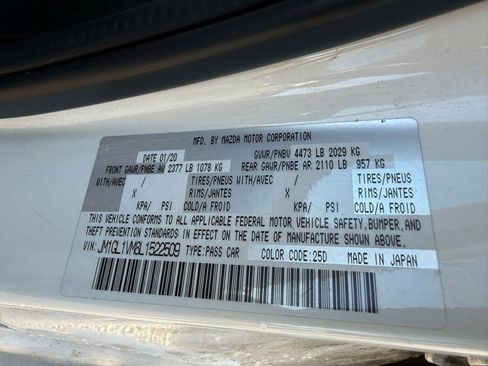 MFD. BY MAZDA MOTOR CORPORATION
DATE 01/20 GVWR/PNBV 4473 LB 2029 KG
FRONT GAWR/PNBE AV 2377 LB 1078 KG REAR GAWR/PNBE AR 2110 LB 957 KG
WITH/AVEC / TIRES/PNEUS WITH/AVEC / TIRES/PNEUS
X RIMS/JANTES X RIMS/JANTES
KPA/ PSI/ COLD/A FROID KPA/ PSI/ COLD/A FROID
THIS VEHICLE CONFORMS TO ALL APPLICABLE FEDERAL MOTOR VEHICLE SAFETY, BUMPER, AND
THEFT PREVENTION STANDARDS IN EFFECT ON THE DATE OF MANUFACTURE SHOWN ABOVE.
VIN: JM1GL1VM8L1522509 TYPE:PASS CAR COLOR CODE:25D MADE IN JAPAN